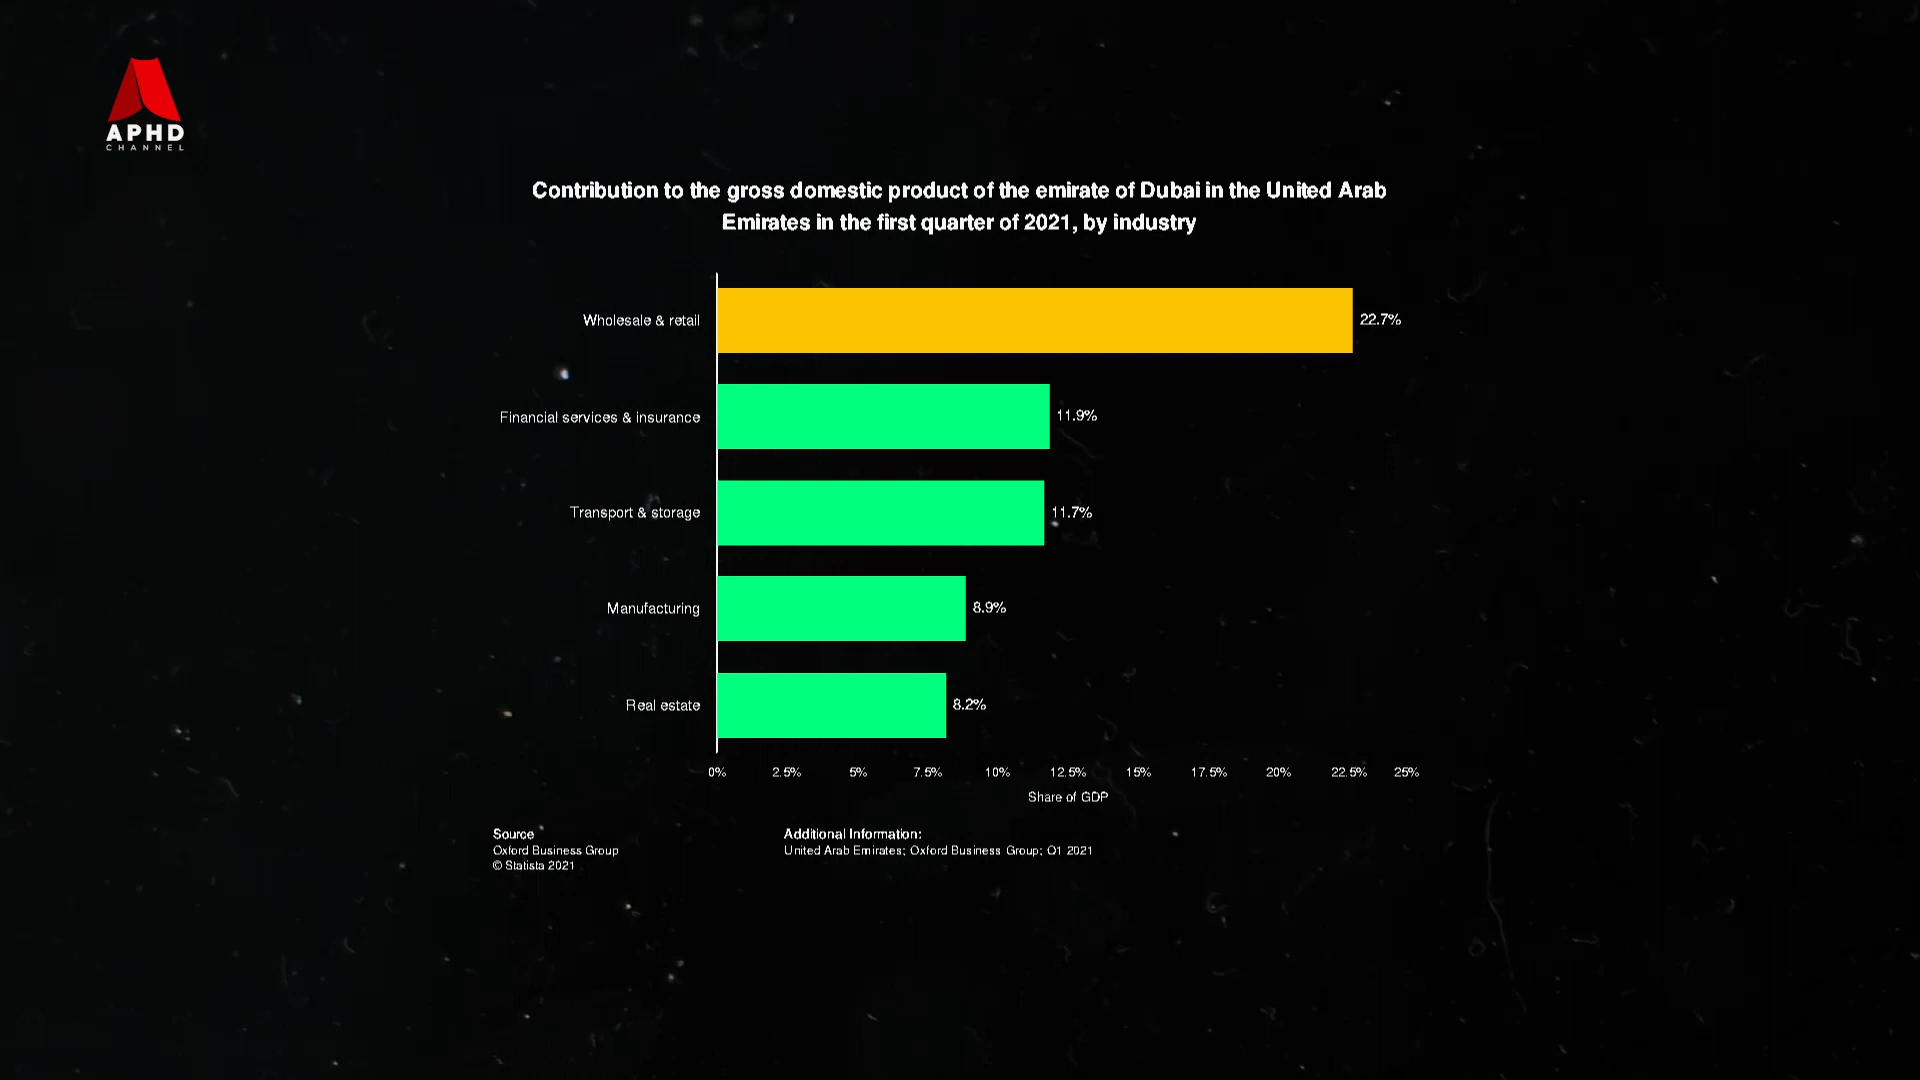 APHD
CHANNEL
Contribution to the gross domestic product of the emirate of Dubai in the United Arab
Emirates in the first quarter of 2021, by industry
Wholesale & retail
22.7%
Financial services & insurance
11.9%
Transport & storage
11.7%
Manufacturing
8.9%
Real estate
8.2%
0% 2.5% 5% 7.5% 10% 12.5% 15% 17.5% 20% 22.5% 25%
Share of GDP
Source
Oxford Business Group
© Statista 2021
Additional Information:
United Arab Emirates; Oxford Business Group; Q1 2021